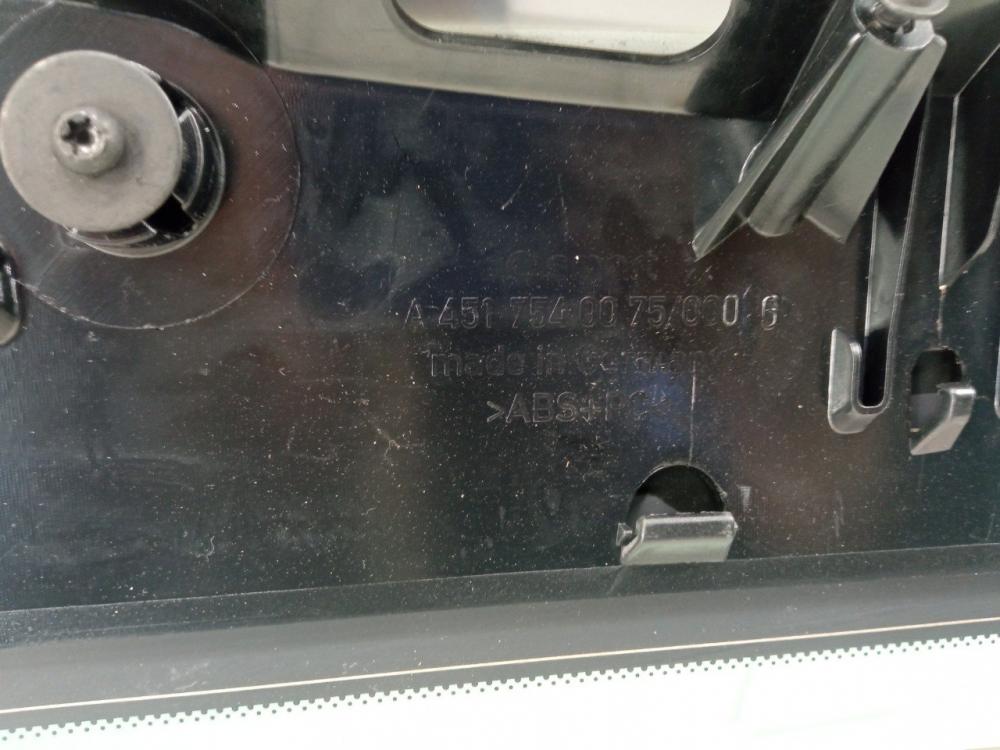 A 451 754 00 75/000 6
made in Germany
>ABS+PC<